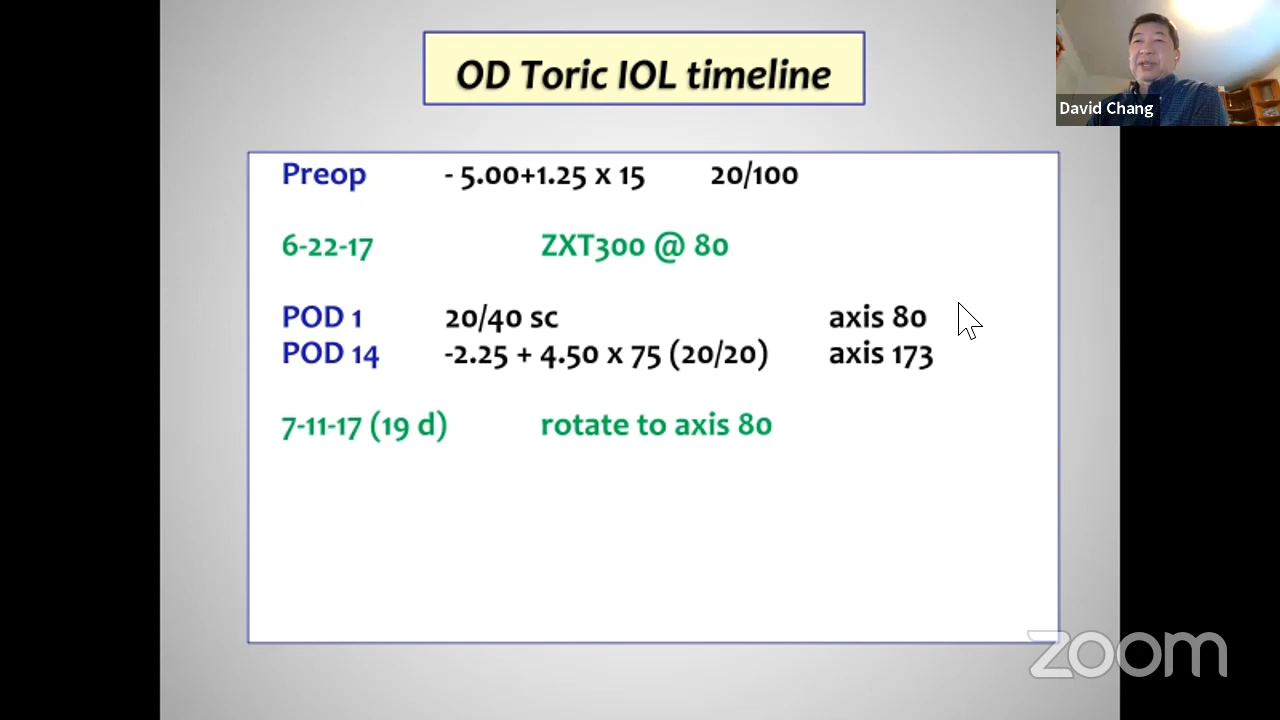 OD Toric IOL timeline
David Chang
Preop - 5.00+1.25 x 15 20/100
6-22-17 ZXT300 @ 80
POD 1 20/40 sc axis 80
POD 14 -2.25 + 4.50 x 75 (20/20) axis 173
7-11-17 (19 d) rotate to axis 80
zoom